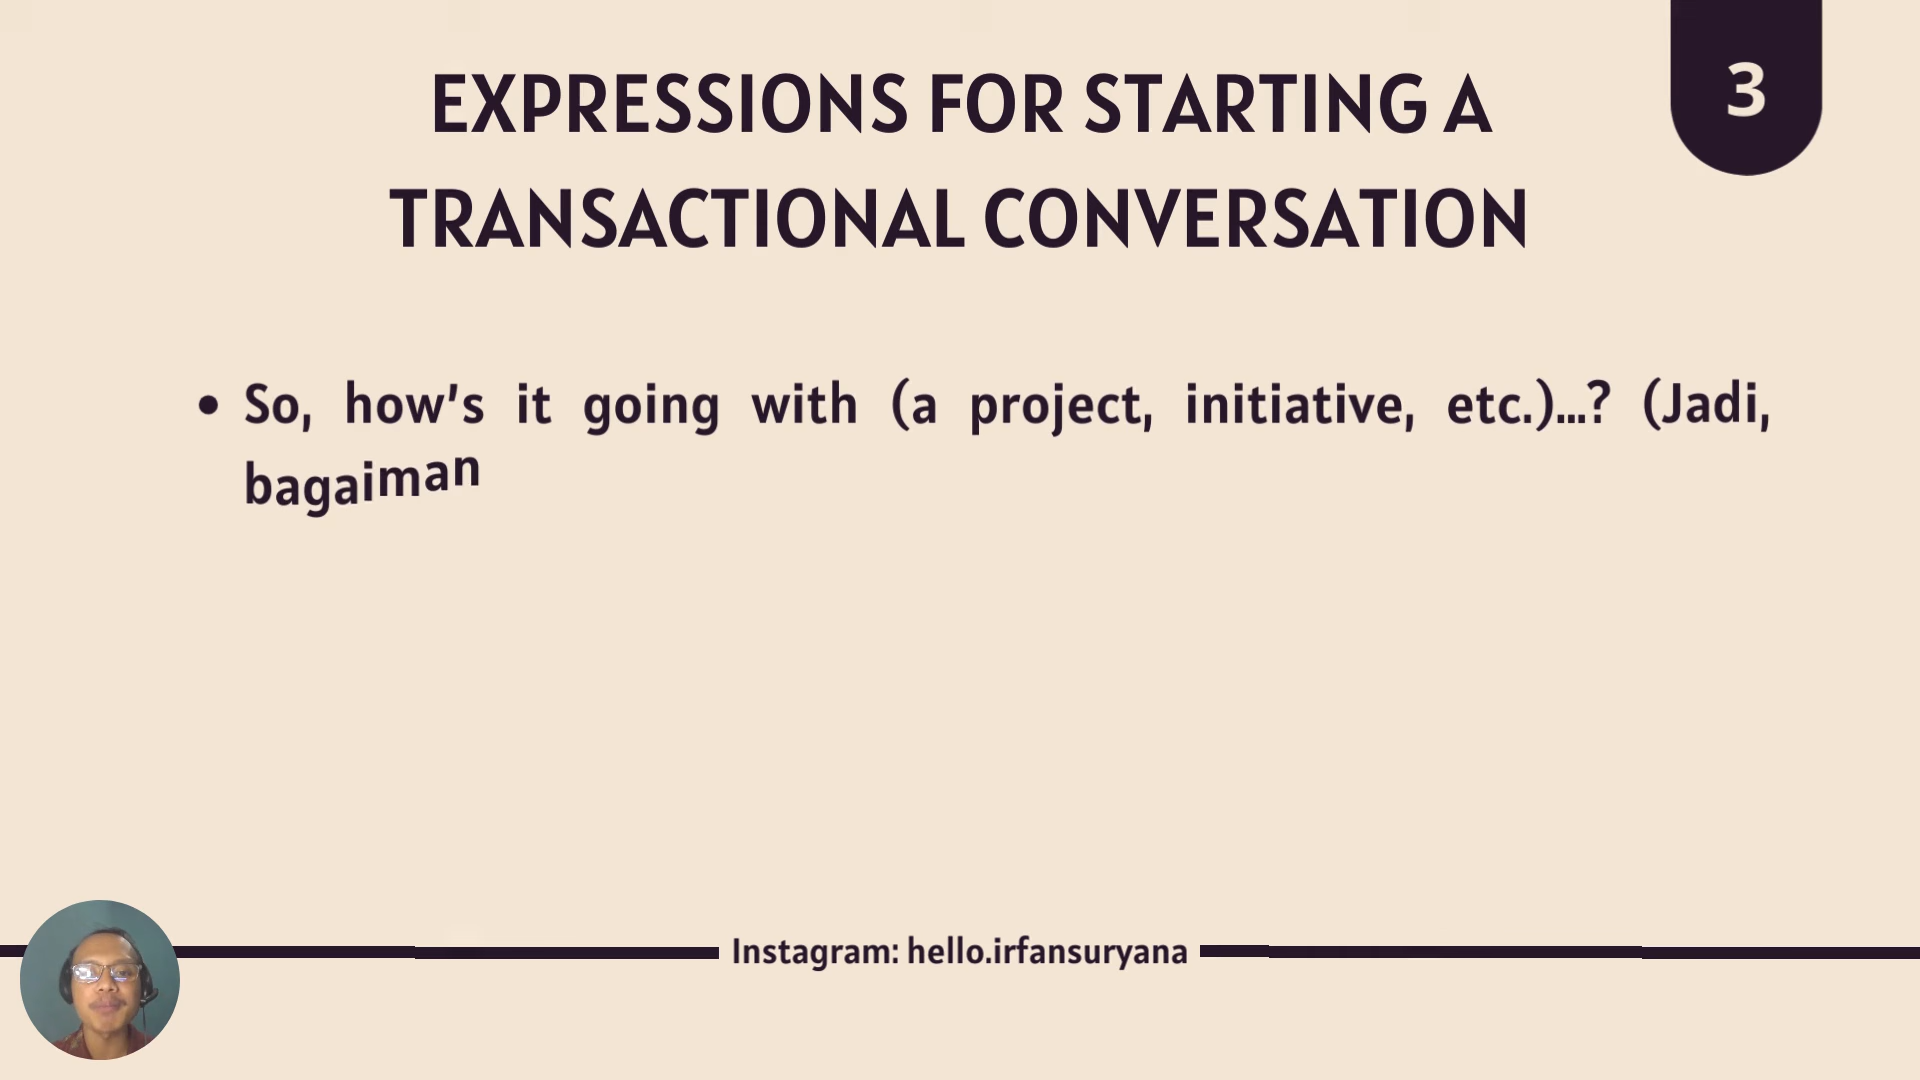 EXPRESSIONS FOR STARTING A
TRANSACTIONAL CONVERSATION
3
• So, how's it going with (a project, initiative, etc.)...? (Jadi,
bagaiman
Instagram: hello.irfansuryana